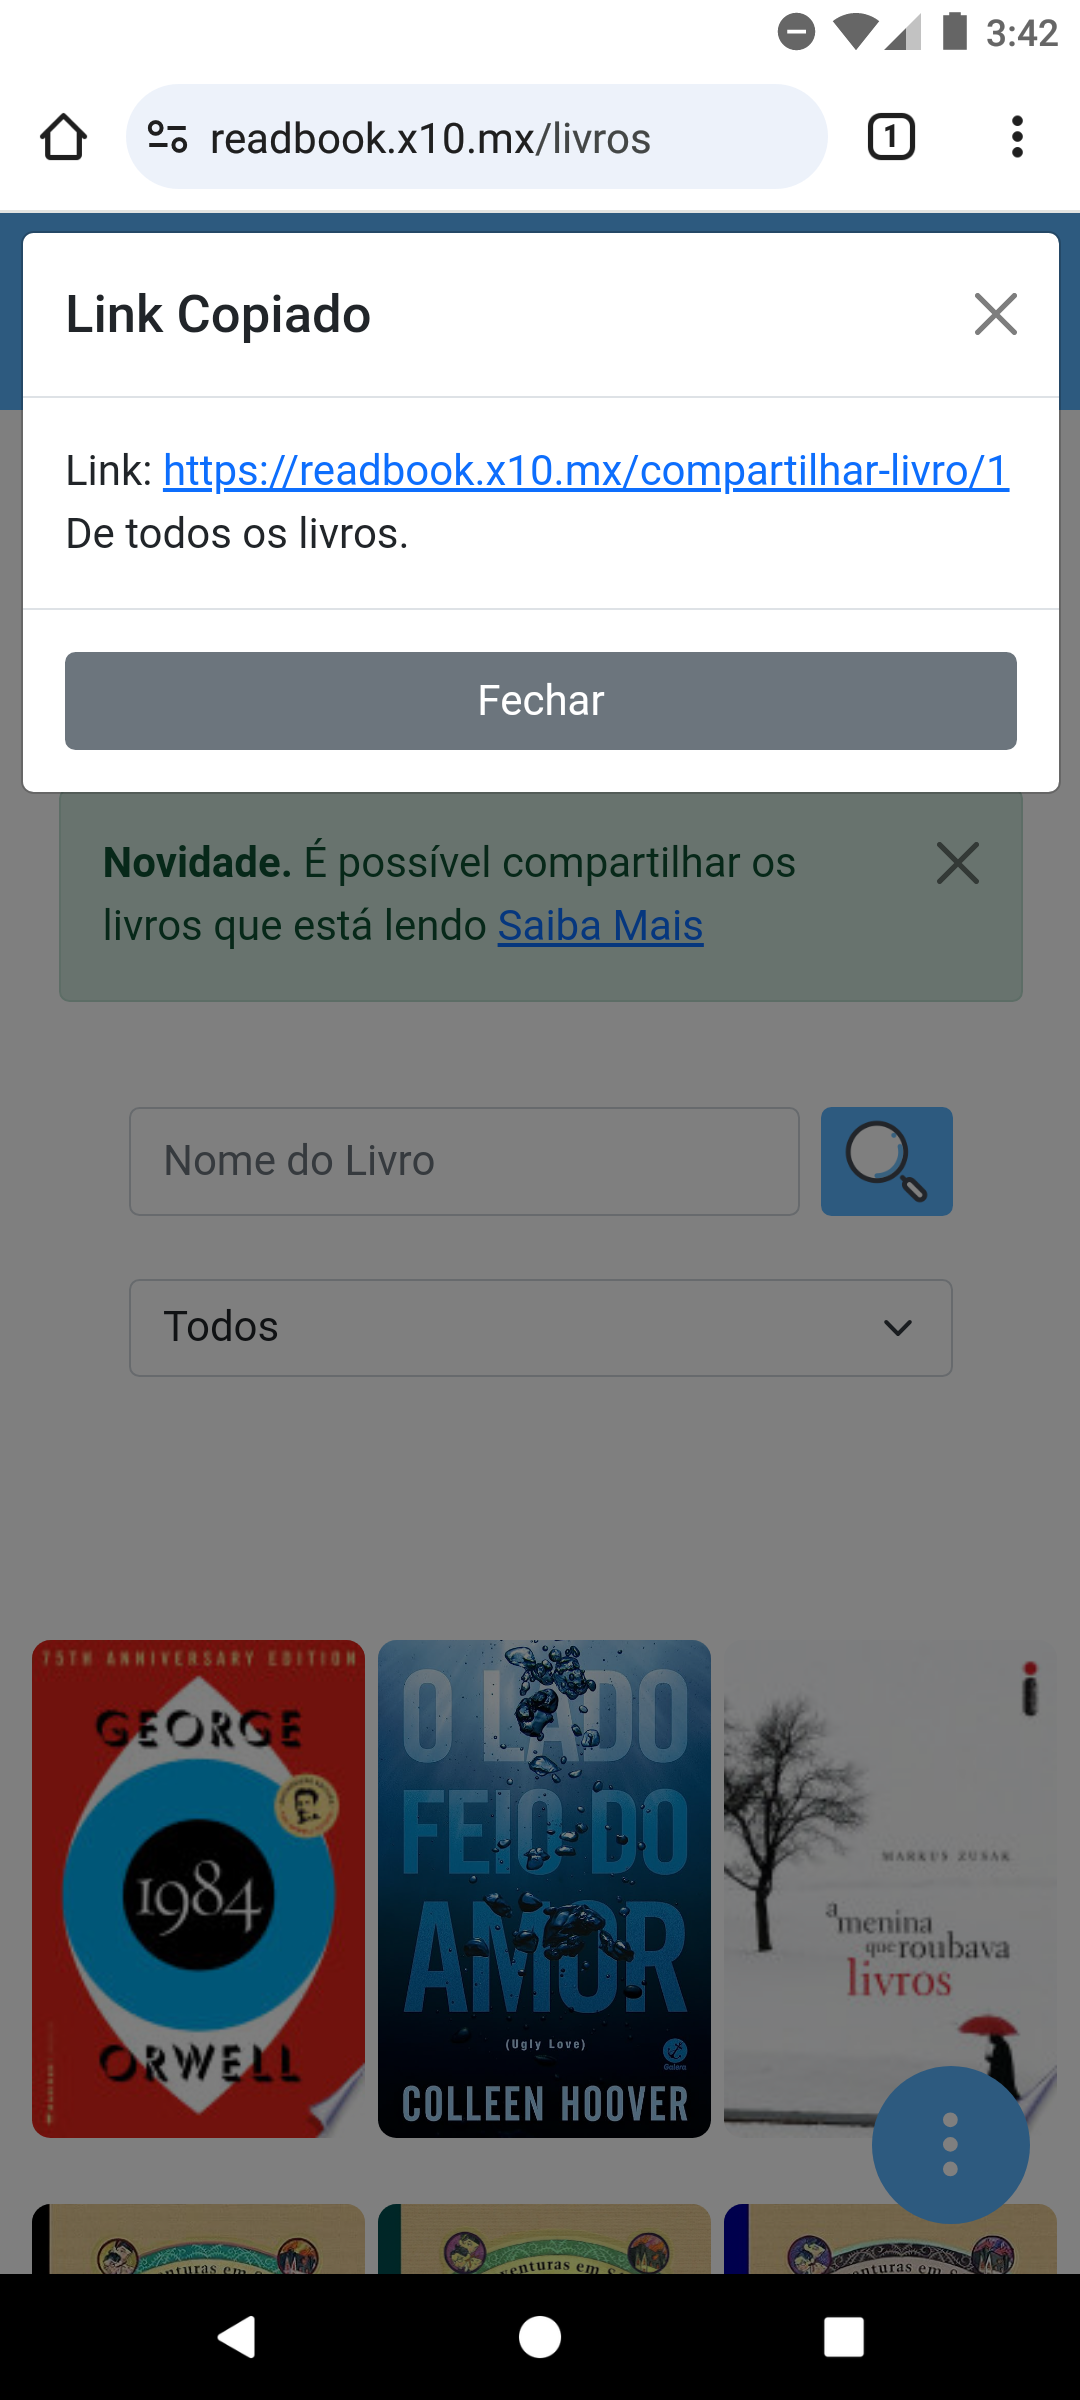 3:42
readbook.x10.mx/livros
1
Link Copiado
Link: https://readbook.x10.mx/compartilhar-livro/1
De todos os livros.
Fechar
Novidade. É possível compartilhar os
livros que está lendo Saiba Mais
Nome do Livro
Todos
75TH ANNIVERSARY EDITION
GEORGE
1984
ORWELL
O LADO
FEIO DO
AMOR
(Ugly Love)
Galera
COLLEEN HOOVER
i
MARKUS ZUSAK
a menina
que roubava
livros